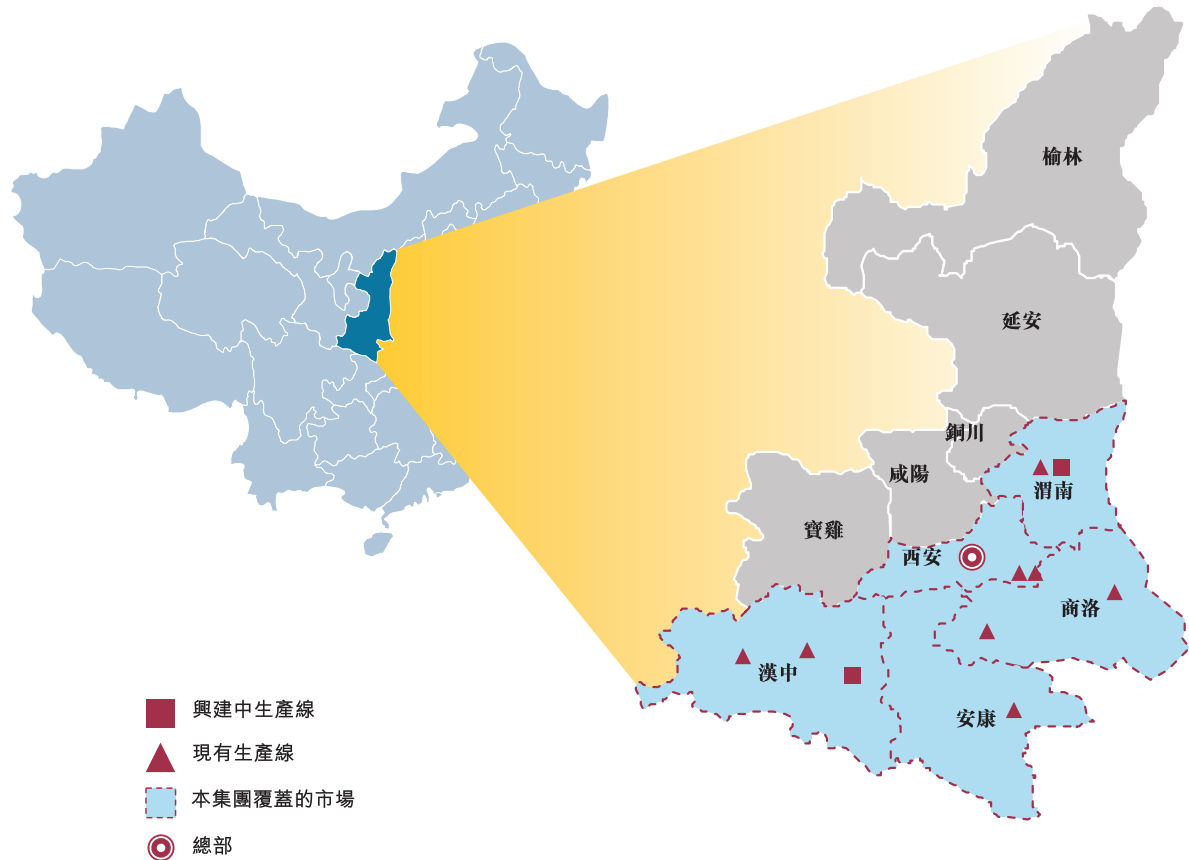 榆林
延安
銅川
咸陽
渭南
寶雞
西安
商洛
漢中
安康
興建中生產線
現有生產線
本集團覆蓋的市場
總部